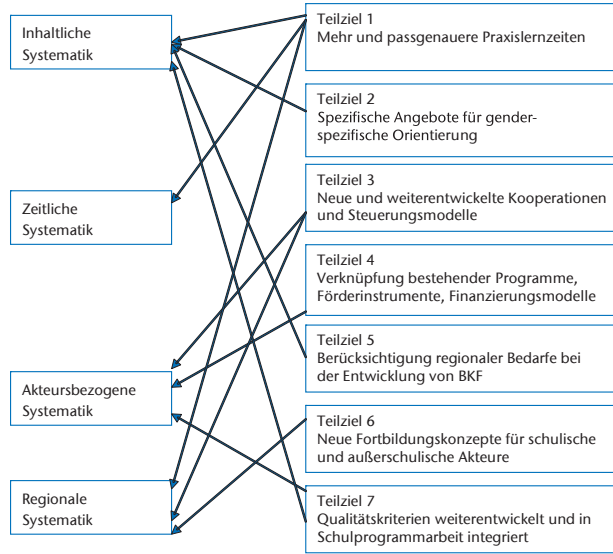 Inhaltliche
Systematik
Zeitliche
Systematik
Akteursbezogene
Systematik
Regionale
Systematik
Teilziel 1
Mehr und passgenauere Praxislernzeiten
Teilziel 2
Spezifische Angebote für gender-
spezifische Orientierung
Teilziel 3
Neue und weiterentwickelte Kooperationen
und Steuerungsmodelle
Teilziel 4
Verknüpfung bestehender Programme,
Förderinstrumente, Finanzierungsmodelle
Teilziel 5
Berücksichtigung regionaler Bedarfe bei
der Entwicklung von BKF
Teilziel 6
Neue Fortbildungskonzepte für schulische
und außerschulische Akteure
Teilziel 7
Qualitätskriterien weiterentwickelt und in
Schulprogrammarbeit integriert